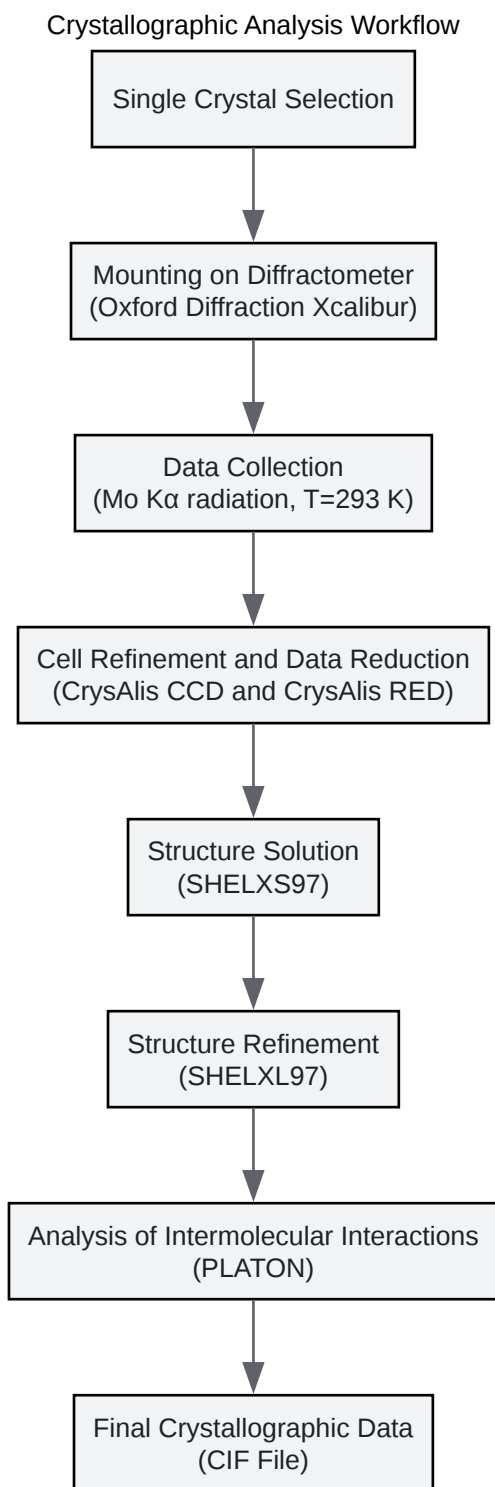 Crystallographic Analysis Workflow
Single Crystal Selection
Mounting on Diffractometer
(Oxford Diffraction Xcalibur)
Data Collection
(Mo Kα radiation, T=293 K)
Cell Refinement and Data Reduction
(CrysAlis CCD and CrysAlis RED)
Structure Solution
(SHELXS97)
Structure Refinement
(SHELXL97)
Analysis of Intermolecular Interactions
(PLATON)
Final Crystallographic Data
(CIF File)